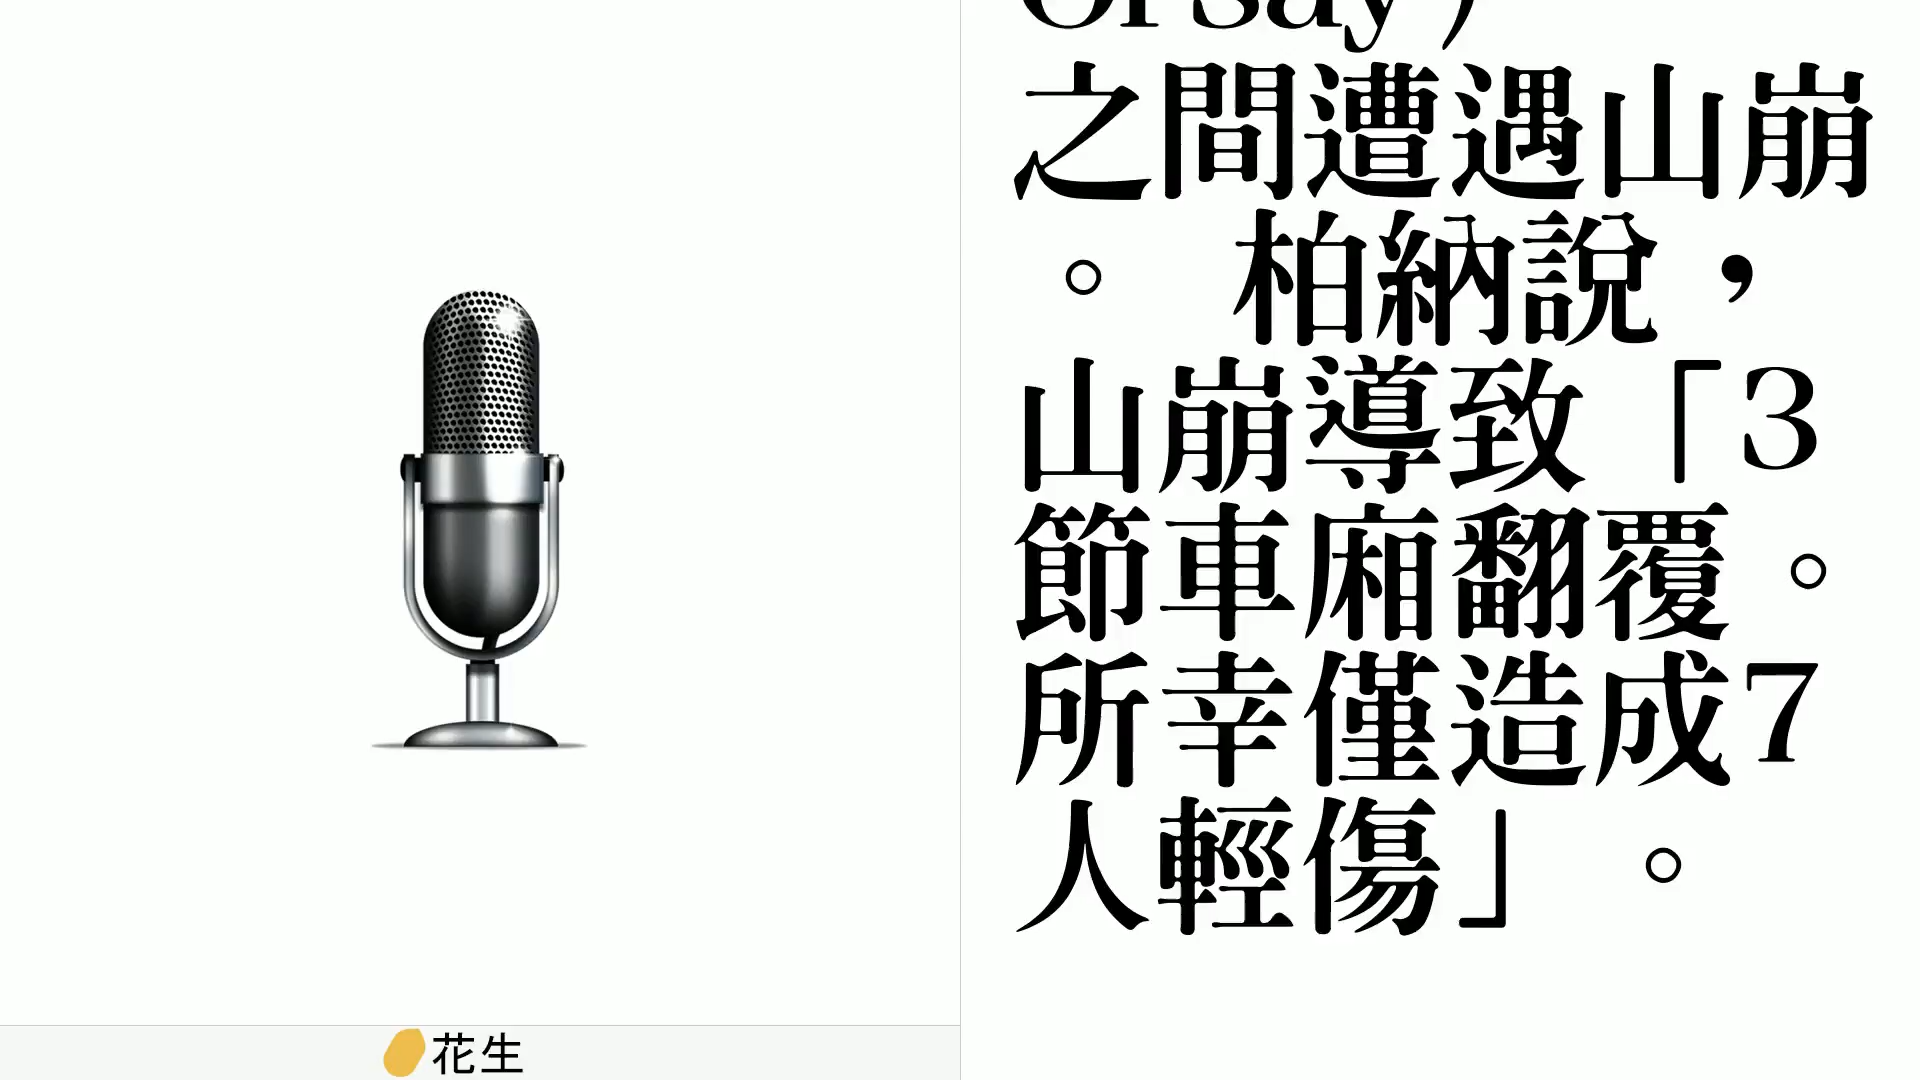 Orsay)
之間遭遇山崩
。 柏納說，
山崩導致「3
節車廂翻覆。
所幸僅造成7
人輕傷」 。
花生